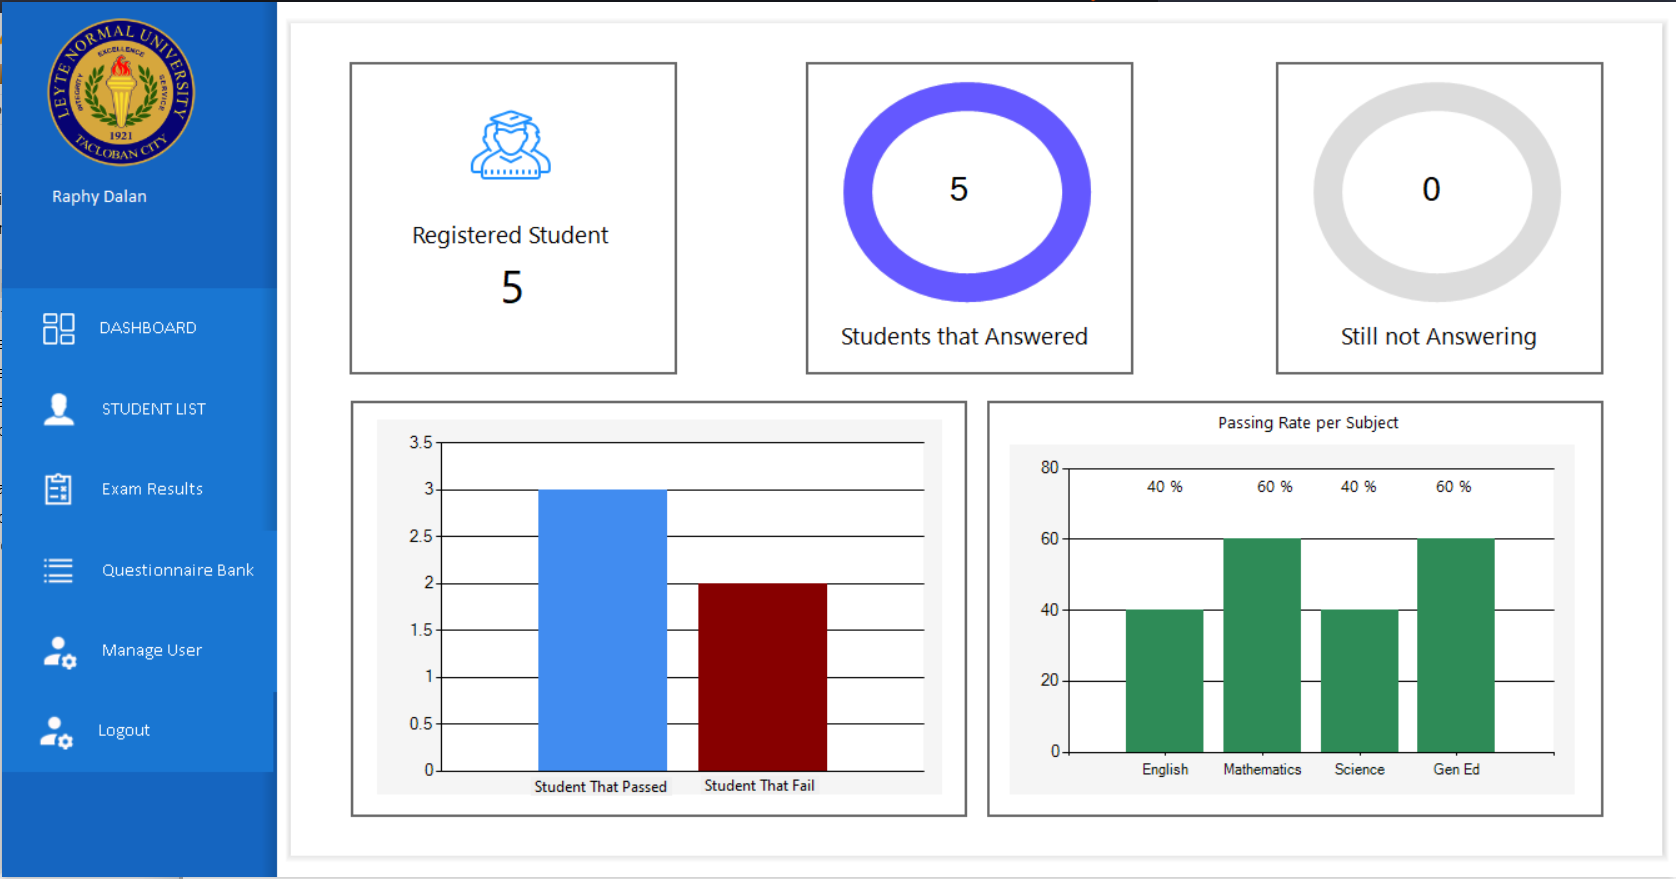 LEYTE NORMAL UNIVERSITY
EXCELLENCE
INTEGRITY
SERVICE
1921
TACLOBAN CITY
Raphy Dalan
DASHBOARD
STUDENT LIST
Exam Results
Questionnaire Bank
Manage User
Logout
Registered Student
5
5
Students that Answered
0
Still not Answering
3.5
3
2.5
2
1.5
1
0.5
0
Student That Passed Student That Fail
Passing Rate per Subject
80
40 % 60 % 40 % 60 %
60
40
20
0
English Mathematics Science Gen Ed